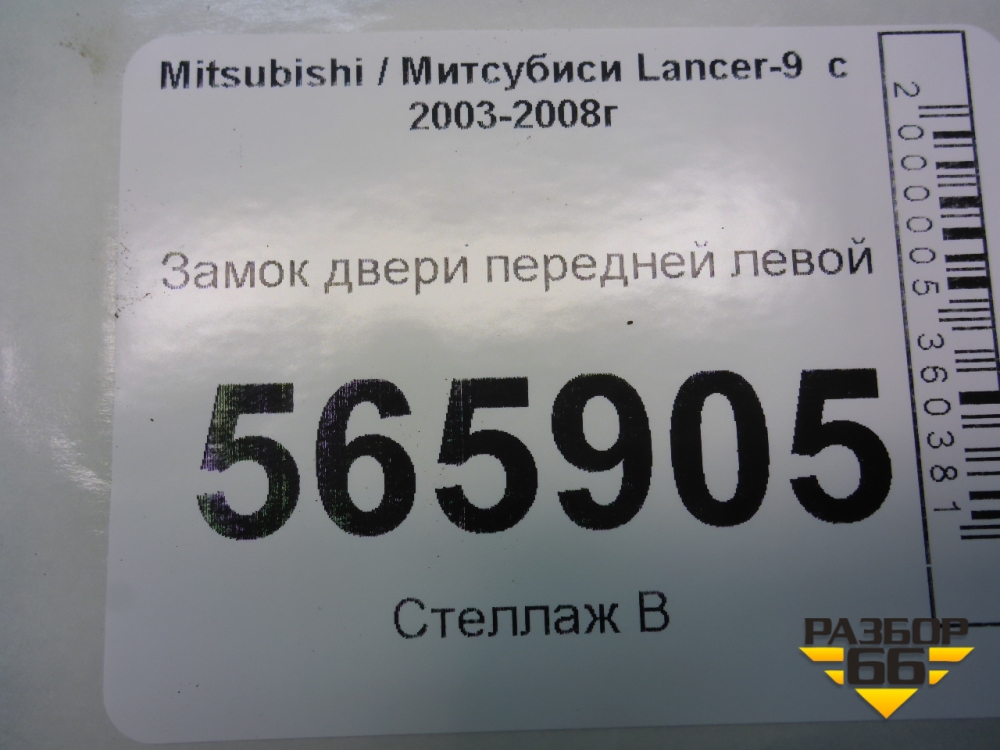 Mitsubishi / Митсубиси Lancer-9 с
2003-2008г
Замок двери передней левой
565905
Стеллаж В
2000005360381
РАЗБОР
66